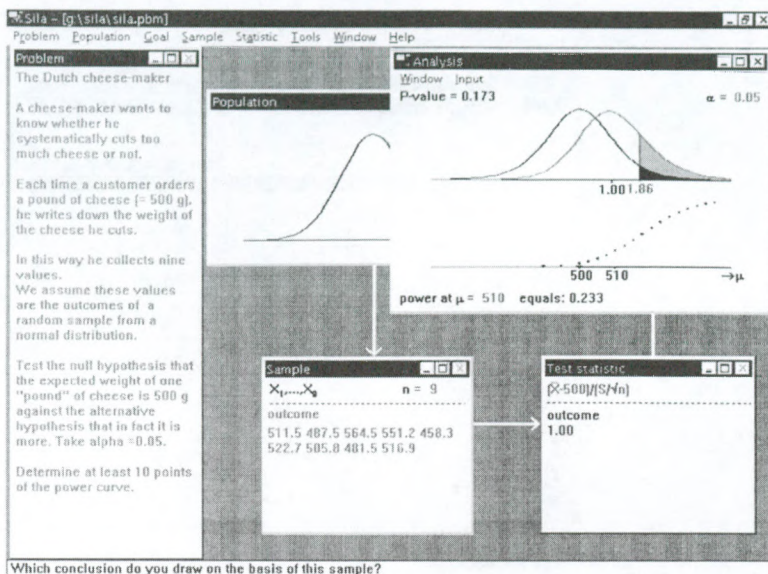 Sila – [g:\sila\sila.pbm]
Problem Population Goal Sample Statistic Tools Window Help
Problem
The Dutch cheese-maker
A cheese-maker wants to
know whether he
systematically cuts too
much cheese or not.
Each time a customer orders
a pound of cheese (= 500 g),
he writes down the weight of
the cheese he cuts.
In this way he collects nine
values.
We assume these values
are the outcomes of a
random sample from a
normal distribution.
Test the null hypothesis that
the expected weight of one
"pound" of cheese is 500 g
against the alternative
hypothesis that in fact it is
more. Take alpha =0.05.
Determine at least 10 points
of the power curve.
Population
Analysis
Window Input
P-value = 0.173 α = 0.05
1.00 1.86
500 510 →μ
power at μ = 510 equals: 0.233
Sample
X₁,...,X₉ n = 9
outcome
511.5 487.5 564.5 551.2 458.3
522.7 505.8 481.5 516.9
Test statistic
(X̄-500)/(S/√n)
outcome
1.00
Which conclusion do you draw on the basis of this sample?